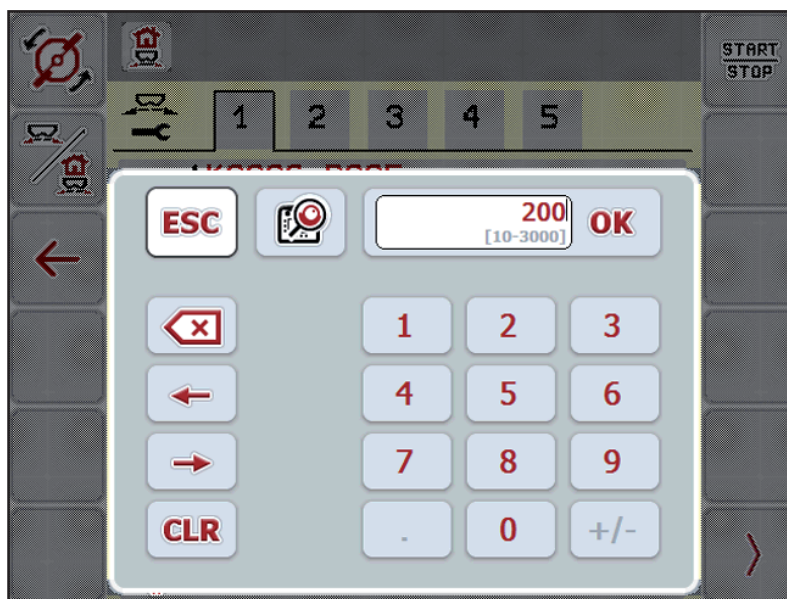 START
STOP
1 2 3 4 5
ESC 200 OK
[10-3000]
1 2 3
4 5 6
7 8 9
CLR . 0 +/-